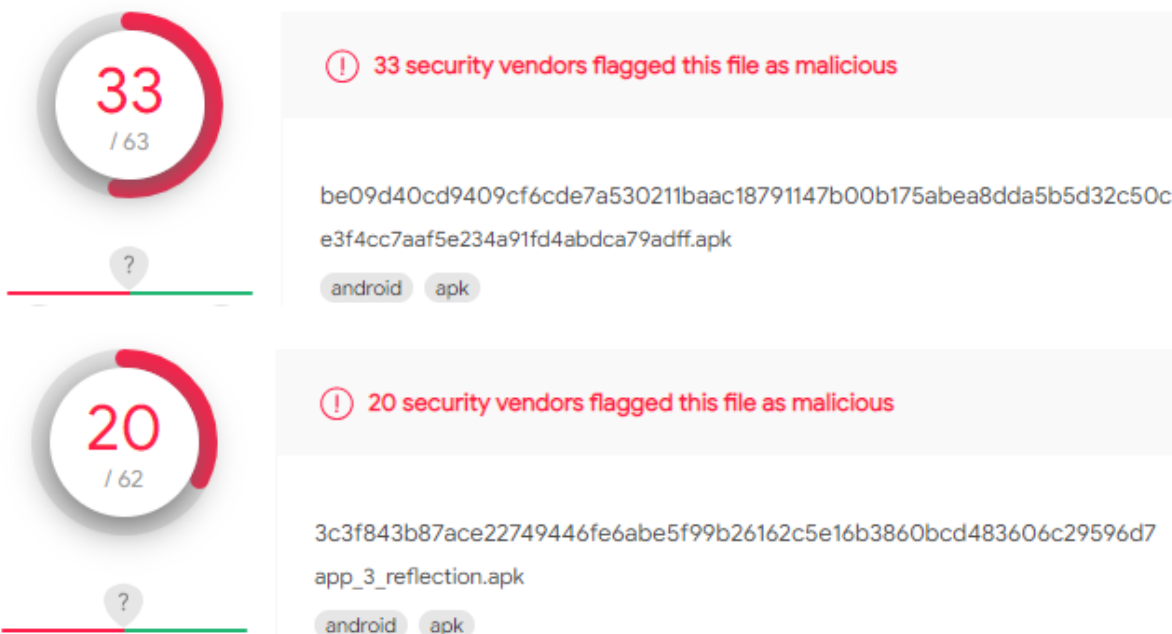 33
/ 63
! 33 security vendors flagged this file as malicious
be09d40cd9409cf6cde7a530211baac18791147b00b175abea8dda5b5d32c50c
e3f4cc7aaf5e234a91fd4abdca79adff.apk
android apk
?
20
/ 62
! 20 security vendors flagged this file as malicious
3c3f843b87ace22749446fe6abe5f99b26162c5e16b3860bcd483606c29596d7
app_3_reflection.apk
android apk
?